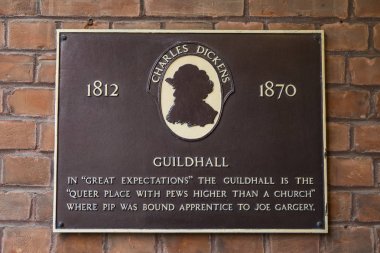 CHARLES DICKENS
1812 1870
GUILDHALL
IN "GREAT EXPECTATIONS" THE GUILDHALL IS THE
"QUEER PLACE WITH PEWS HIGHER THAN A CHURCH"
WHERE PIP WAS BOUND APPRENTICE TO JOE GARGERY.